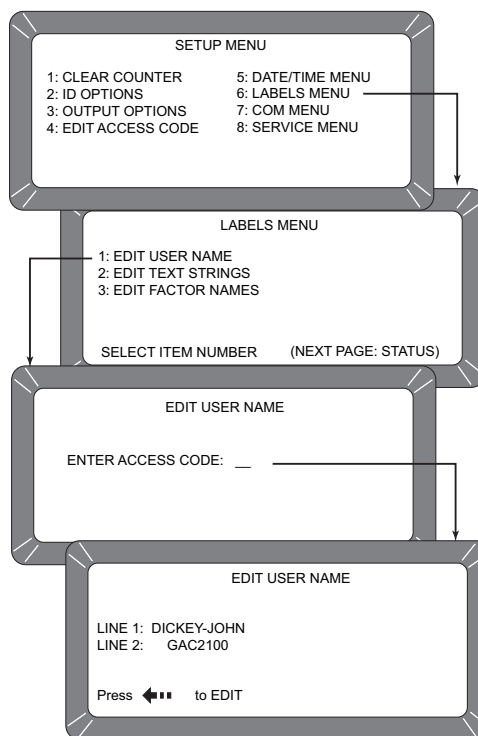 SETUP MENU
1: CLEAR COUNTER 5: DATE/TIME MENU
2: ID OPTIONS 6: LABELS MENU
3: OUTPUT OPTIONS 7: COM MENU
4: EDIT ACCESS CODE 8: SERVICE MENU
LABELS MENU
1: EDIT USER NAME
2: EDIT TEXT STRINGS
3: EDIT FACTOR NAMES
SELECT ITEM NUMBER (NEXT PAGE: STATUS)
EDIT USER NAME
ENTER ACCESS CODE: __
EDIT USER NAME
LINE 1: DICKEY-JOHN
LINE 2: GAC2100
Press to EDIT